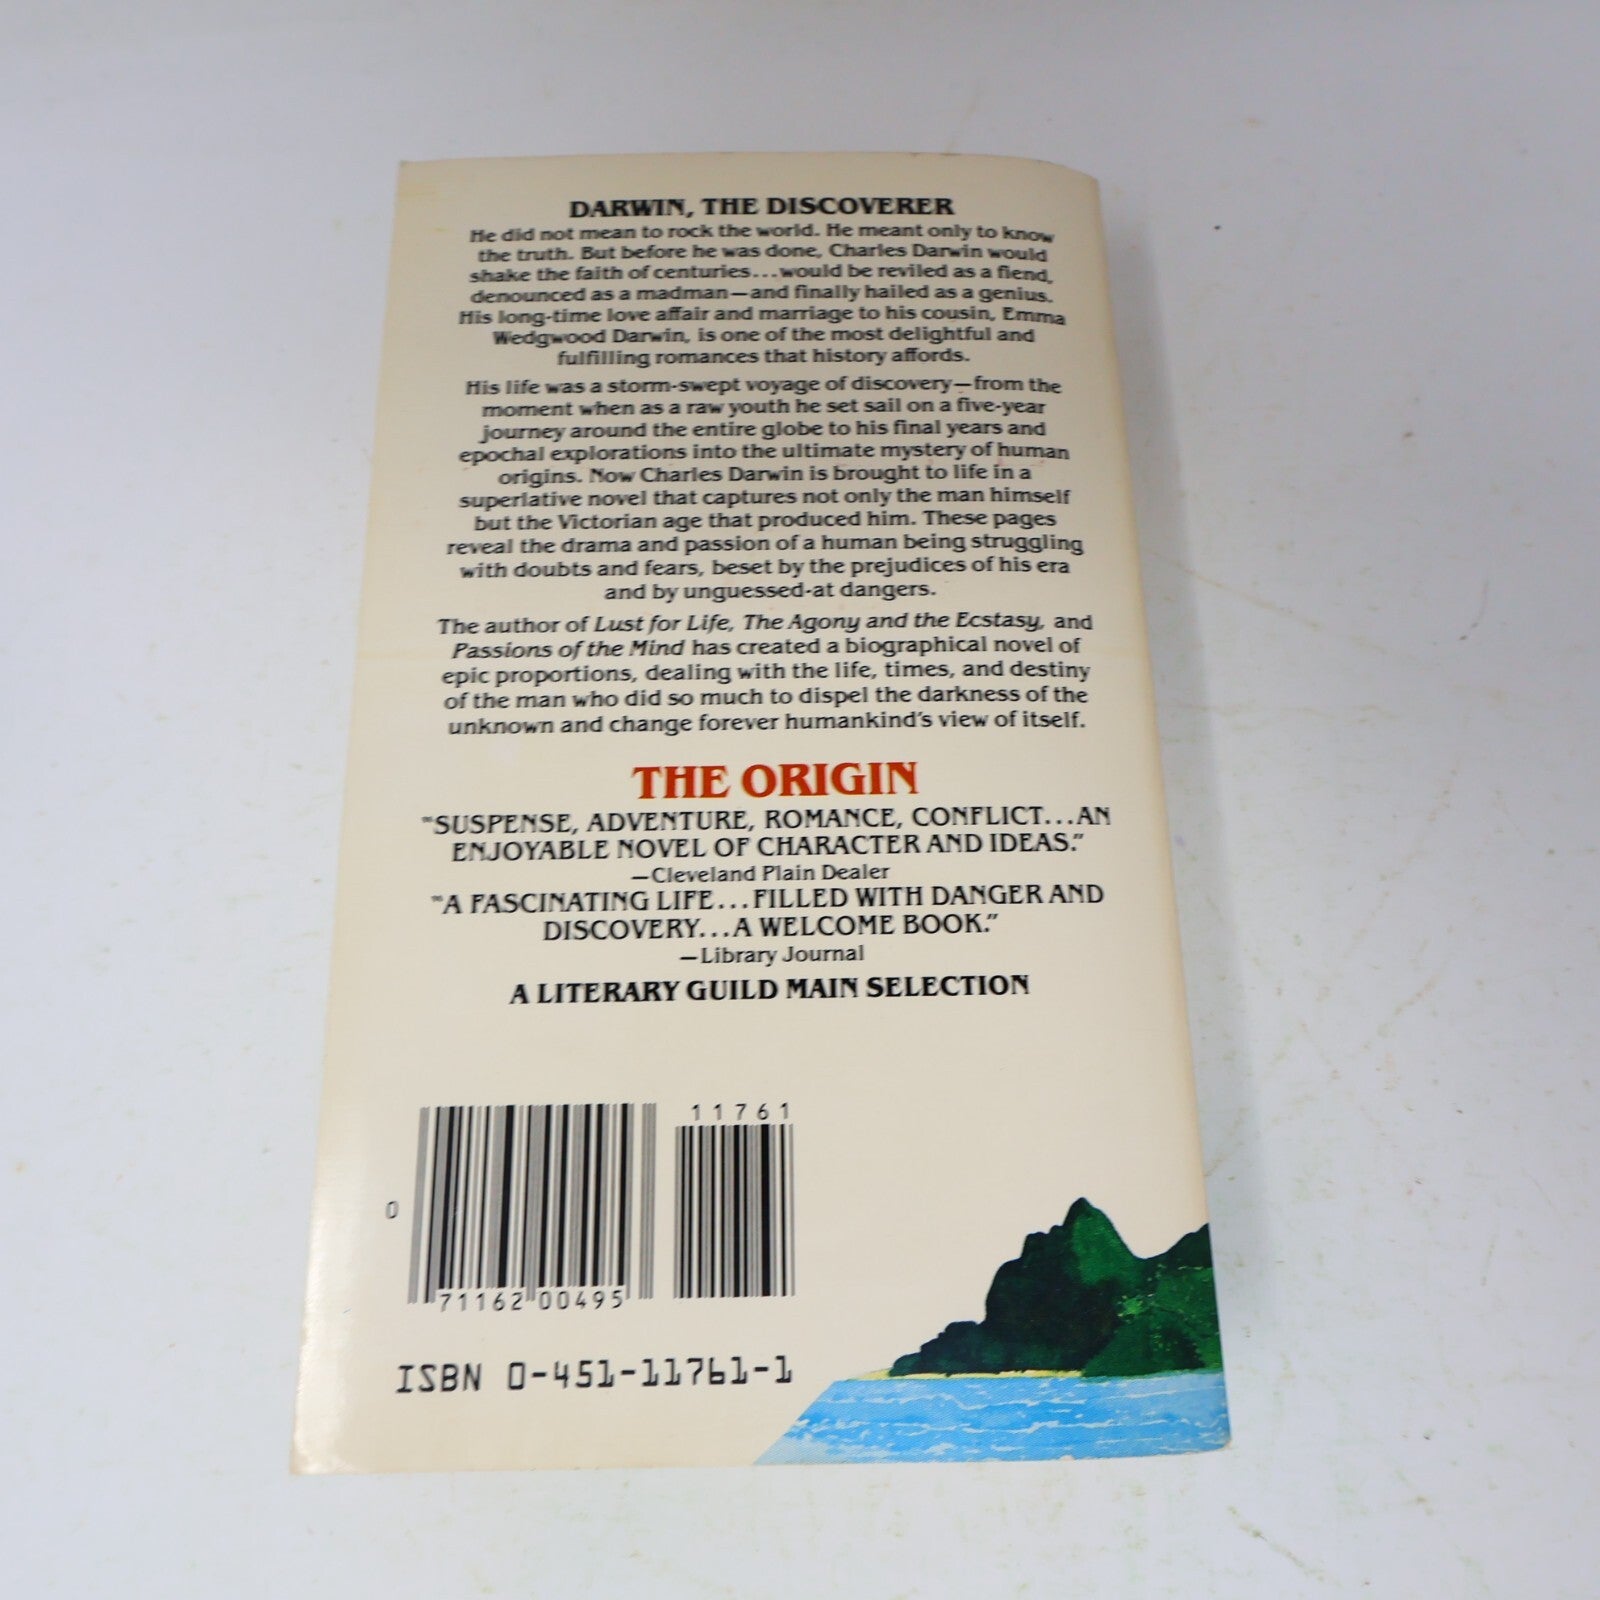 DARWIN, THE DISCOVERER
He did not mean to rock the world. He meant only to know
the truth. But before he was done, Charles Darwin would
shake the faith of centuries...would be reviled as a fiend,
denounced as a madman—and finally hailed as a genius.
His long-time love affair and marriage to his cousin, Emma
Wedgwood Darwin, is one of the most delightful and
fulfilling romances that history affords.
His life was a storm-swept voyage of discovery—from the
moment when as a raw youth he set sail on a five-year
journey around the entire globe to his final years and
epochal explorations into the ultimate mystery of human
origins. Now Charles Darwin is brought to life in a
superlative novel that captures not only the man himself
but the Victorian age that produced him. These pages
reveal the drama and passion of a human being struggling
with doubts and fears, beset by the prejudices of his era
and by unguessed-at dangers.
The author of Lust for Life, The Agony and the Ecstasy, and
Passions of the Mind has created a biographical novel of
epic proportions, dealing with the life, times, and destiny
of the man who did so much to dispel the darkness of the
unknown and change forever humankind's view of itself.
THE ORIGIN
"SUSPENSE, ADVENTURE, ROMANCE, CONFLICT...AN
ENJOYABLE NOVEL OF CHARACTER AND IDEAS."
—Cleveland Plain Dealer
"A FASCINATING LIFE...FILLED WITH DANGER AND
DISCOVERY...A WELCOME BOOK."
—Library Journal
A LITERARY GUILD MAIN SELECTION
11761
0
71162 00495
ISBN 0-451-11761-1